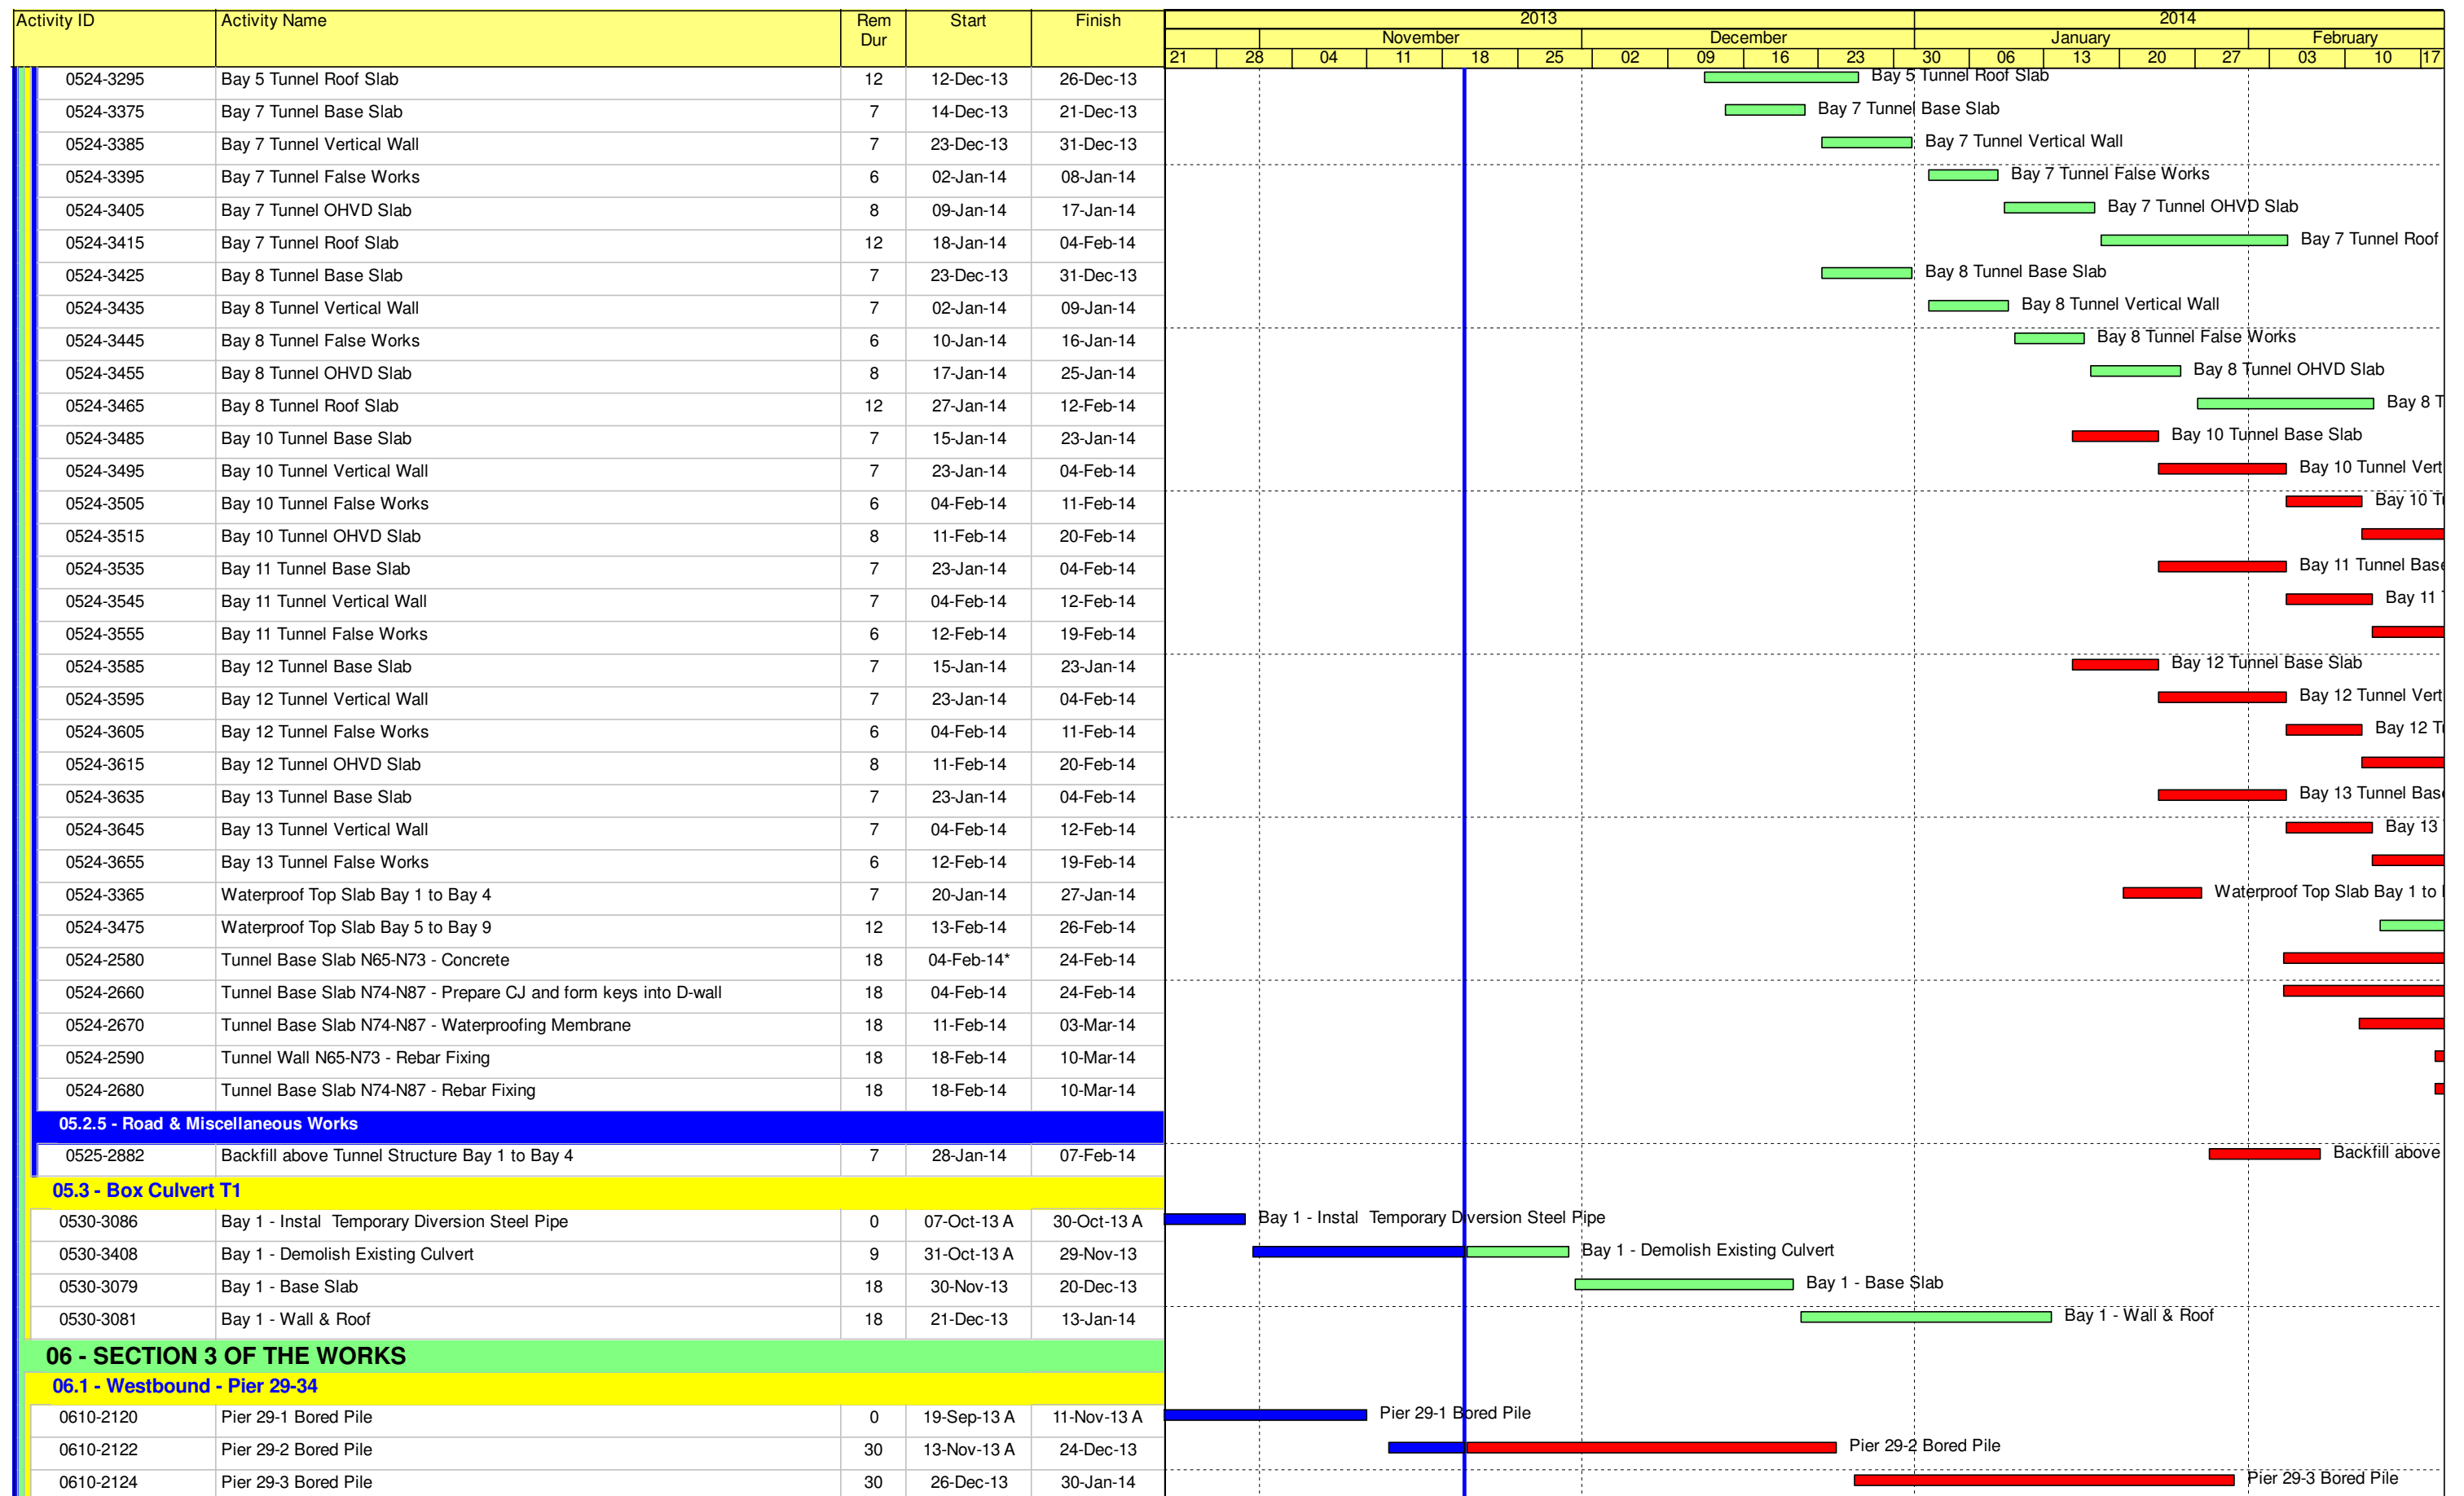 Activity ID Activity Name Rem Dur Start Finish 2013 2014
November December January February
21 28 04 11 18 25 02 09 16 23 30 06 13 20 27 03 10 17
0524-3295 Bay 5 Tunnel Roof Slab 12 12-Dec-13 26-Dec-13 Bay 5 Tunnel Roof Slab
0524-3375 Bay 7 Tunnel Base Slab 7 14-Dec-13 21-Dec-13 Bay 7 Tunnel Base Slab
0524-3385 Bay 7 Tunnel Vertical Wall 7 23-Dec-13 31-Dec-13 Bay 7 Tunnel Vertical Wall
0524-3395 Bay 7 Tunnel False Works 6 02-Jan-14 08-Jan-14 Bay 7 Tunnel False Works
0524-3405 Bay 7 Tunnel OHVD Slab 8 09-Jan-14 17-Jan-14 Bay 7 Tunnel OHVD Slab
0524-3415 Bay 7 Tunnel Roof Slab 12 18-Jan-14 04-Feb-14 Bay 7 Tunnel Roof
0524-3425 Bay 8 Tunnel Base Slab 7 23-Dec-13 31-Dec-13 Bay 8 Tunnel Base Slab
0524-3435 Bay 8 Tunnel Vertical Wall 7 02-Jan-14 09-Jan-14 Bay 8 Tunnel Vertical Wall
0524-3445 Bay 8 Tunnel False Works 6 10-Jan-14 16-Jan-14 Bay 8 Tunnel False Works
0524-3455 Bay 8 Tunnel OHVD Slab 8 17-Jan-14 25-Jan-14 Bay 8 Tunnel OHVD Slab
0524-3465 Bay 8 Tunnel Roof Slab 12 27-Jan-14 12-Feb-14 Bay 8 T
0524-3485 Bay 10 Tunnel Base Slab 7 15-Jan-14 23-Jan-14 Bay 10 Tunnel Base Slab
0524-3495 Bay 10 Tunnel Vertical Wall 7 23-Jan-14 04-Feb-14 Bay 10 Tunnel Vert
0524-3505 Bay 10 Tunnel False Works 6 04-Feb-14 11-Feb-14 Bay 10 T
0524-3515 Bay 10 Tunnel OHVD Slab 8 11-Feb-14 20-Feb-14
0524-3535 Bay 11 Tunnel Base Slab 7 23-Jan-14 04-Feb-14 Bay 11 Tunnel Base
0524-3545 Bay 11 Tunnel Vertical Wall 7 04-Feb-14 12-Feb-14 Bay 11
0524-3555 Bay 11 Tunnel False Works 6 12-Feb-14 19-Feb-14
0524-3585 Bay 12 Tunnel Base Slab 7 15-Jan-14 23-Jan-14 Bay 12 Tunnel Base Slab
0524-3595 Bay 12 Tunnel Vertical Wall 7 23-Jan-14 04-Feb-14 Bay 12 Tunnel Vert
0524-3605 Bay 12 Tunnel False Works 6 04-Feb-14 11-Feb-14 Bay 12 T
0524-3615 Bay 12 Tunnel OHVD Slab 8 11-Feb-14 20-Feb-14
0524-3635 Bay 13 Tunnel Base Slab 7 23-Jan-14 04-Feb-14 Bay 13 Tunnel Base
0524-3645 Bay 13 Tunnel Vertical Wall 7 04-Feb-14 12-Feb-14 Bay 13
0524-3655 Bay 13 Tunnel False Works 6 12-Feb-14 19-Feb-14
0524-3365 Waterproof Top Slab Bay 1 to Bay 4 7 20-Jan-14 27-Jan-14 Waterproof Top Slab Bay 1 to
0524-3475 Waterproof Top Slab Bay 5 to Bay 9 12 13-Feb-14 26-Feb-14
0524-2580 Tunnel Base Slab N65-N73 - Concrete 18 04-Feb-14* 24-Feb-14
0524-2660 Tunnel Base Slab N74-N87 - Prepare CJ and form keys into D-wall 18 04-Feb-14 24-Feb-14
0524-2670 Tunnel Base Slab N74-N87 - Waterproofing Membrane 18 11-Feb-14 03-Mar-14
0524-2590 Tunnel Wall N65-N73 - Rebar Fixing 18 18-Feb-14 10-Mar-14
0524-2680 Tunnel Base Slab N74-N87 - Rebar Fixing 18 18-Feb-14 10-Mar-14
05.2.5 - Road & Miscellaneous Works
0525-2882 Backfill above Tunnel Structure Bay 1 to Bay 4 7 28-Jan-14 07-Feb-14 Backfill above
05.3 - Box Culvert T1
0530-3086 Bay 1 - Instal Temporary Diversion Steel Pipe 0 07-Oct-13 A 30-Oct-13 A Bay 1 - Instal Temporary Diversion Steel Pipe
0530-3408 Bay 1 - Demolish Existing Culvert 9 31-Oct-13 A 29-Nov-13 Bay 1 - Demolish Existing Culvert
0530-3079 Bay 1 - Base Slab 18 30-Nov-13 20-Dec-13 Bay 1 - Base Slab
0530-3081 Bay 1 - Wall & Roof 18 21-Dec-13 13-Jan-14 Bay 1 - Wall & Roof
06 - SECTION 3 OF THE WORKS
06.1 - Westbound - Pier 29-34
0610-2120 Pier 29-1 Bored Pile 0 19-Sep-13 A 11-Nov-13 A Pier 29-1 Bored Pile
0610-2122 Pier 29-2 Bored Pile 30 13-Nov-13 A 24-Dec-13 Pier 29-2 Bored Pile
0610-2124 Pier 29-3 Bored Pile 30 26-Dec-13 30-Jan-14 Pier 29-3 Bored Pile